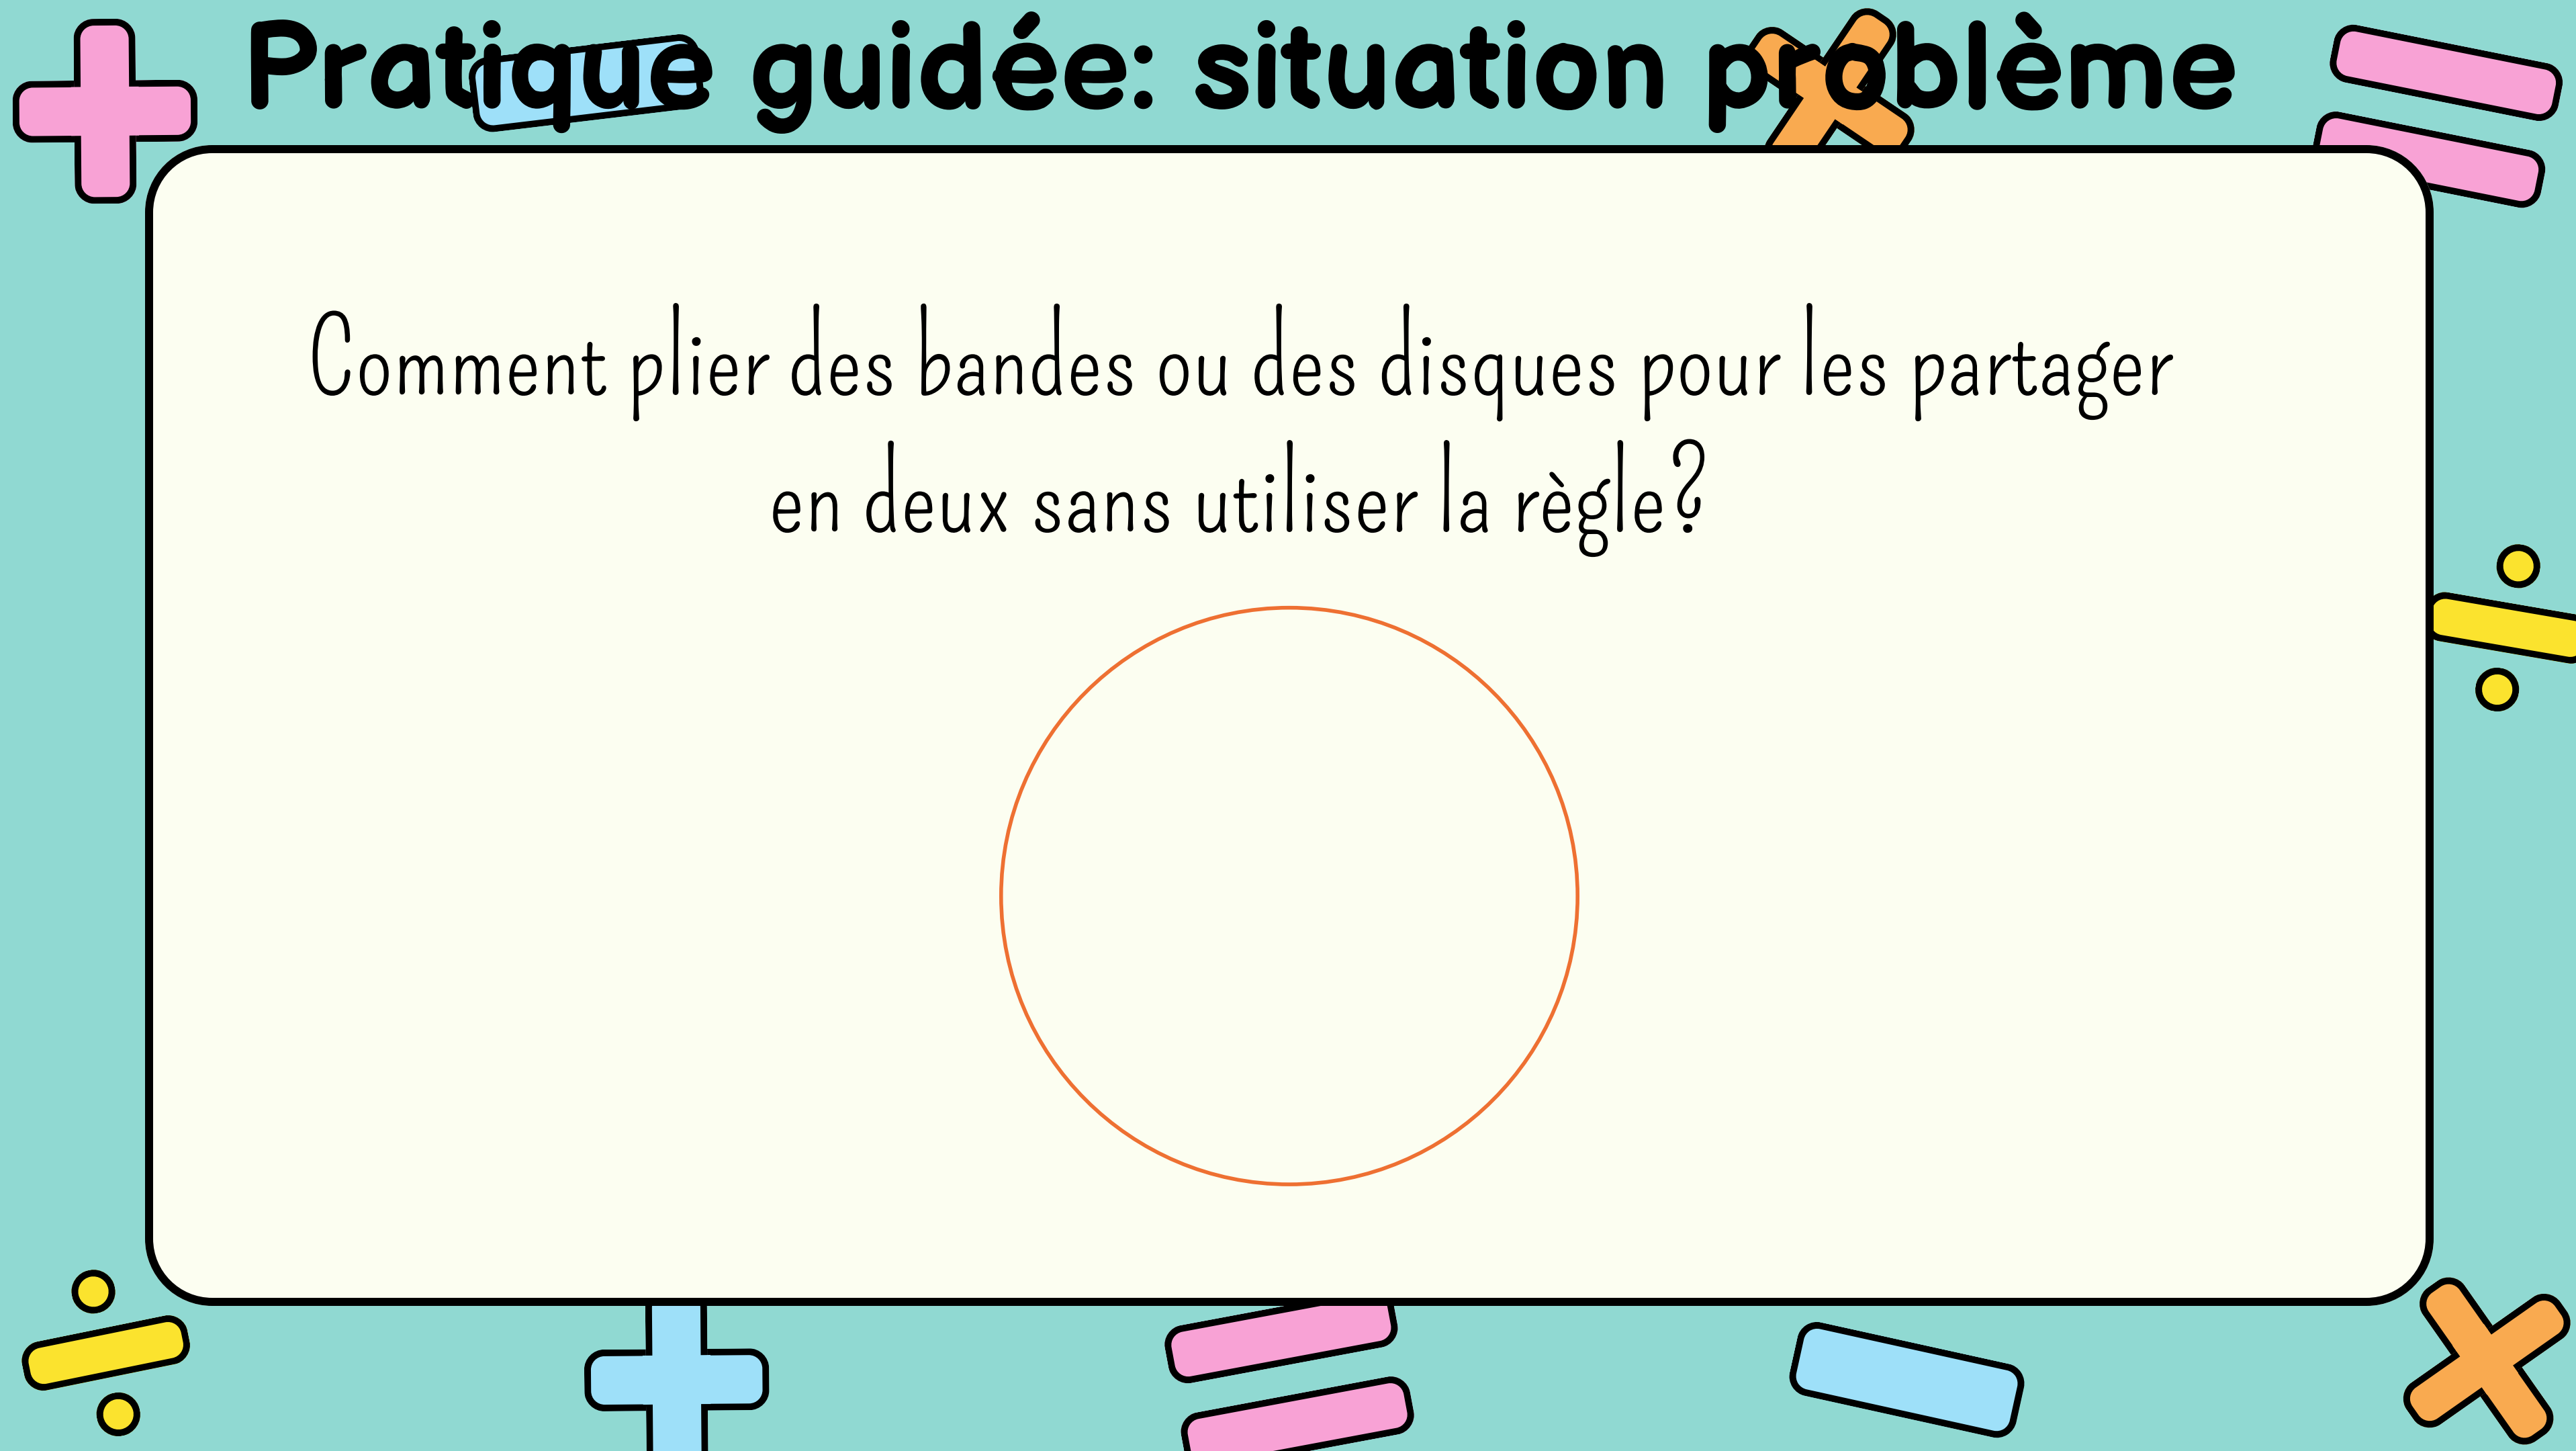 Pratique guidée: situation problème
Comment plier des bandes ou des disques pour les partager
en deux sans utiliser la règle?